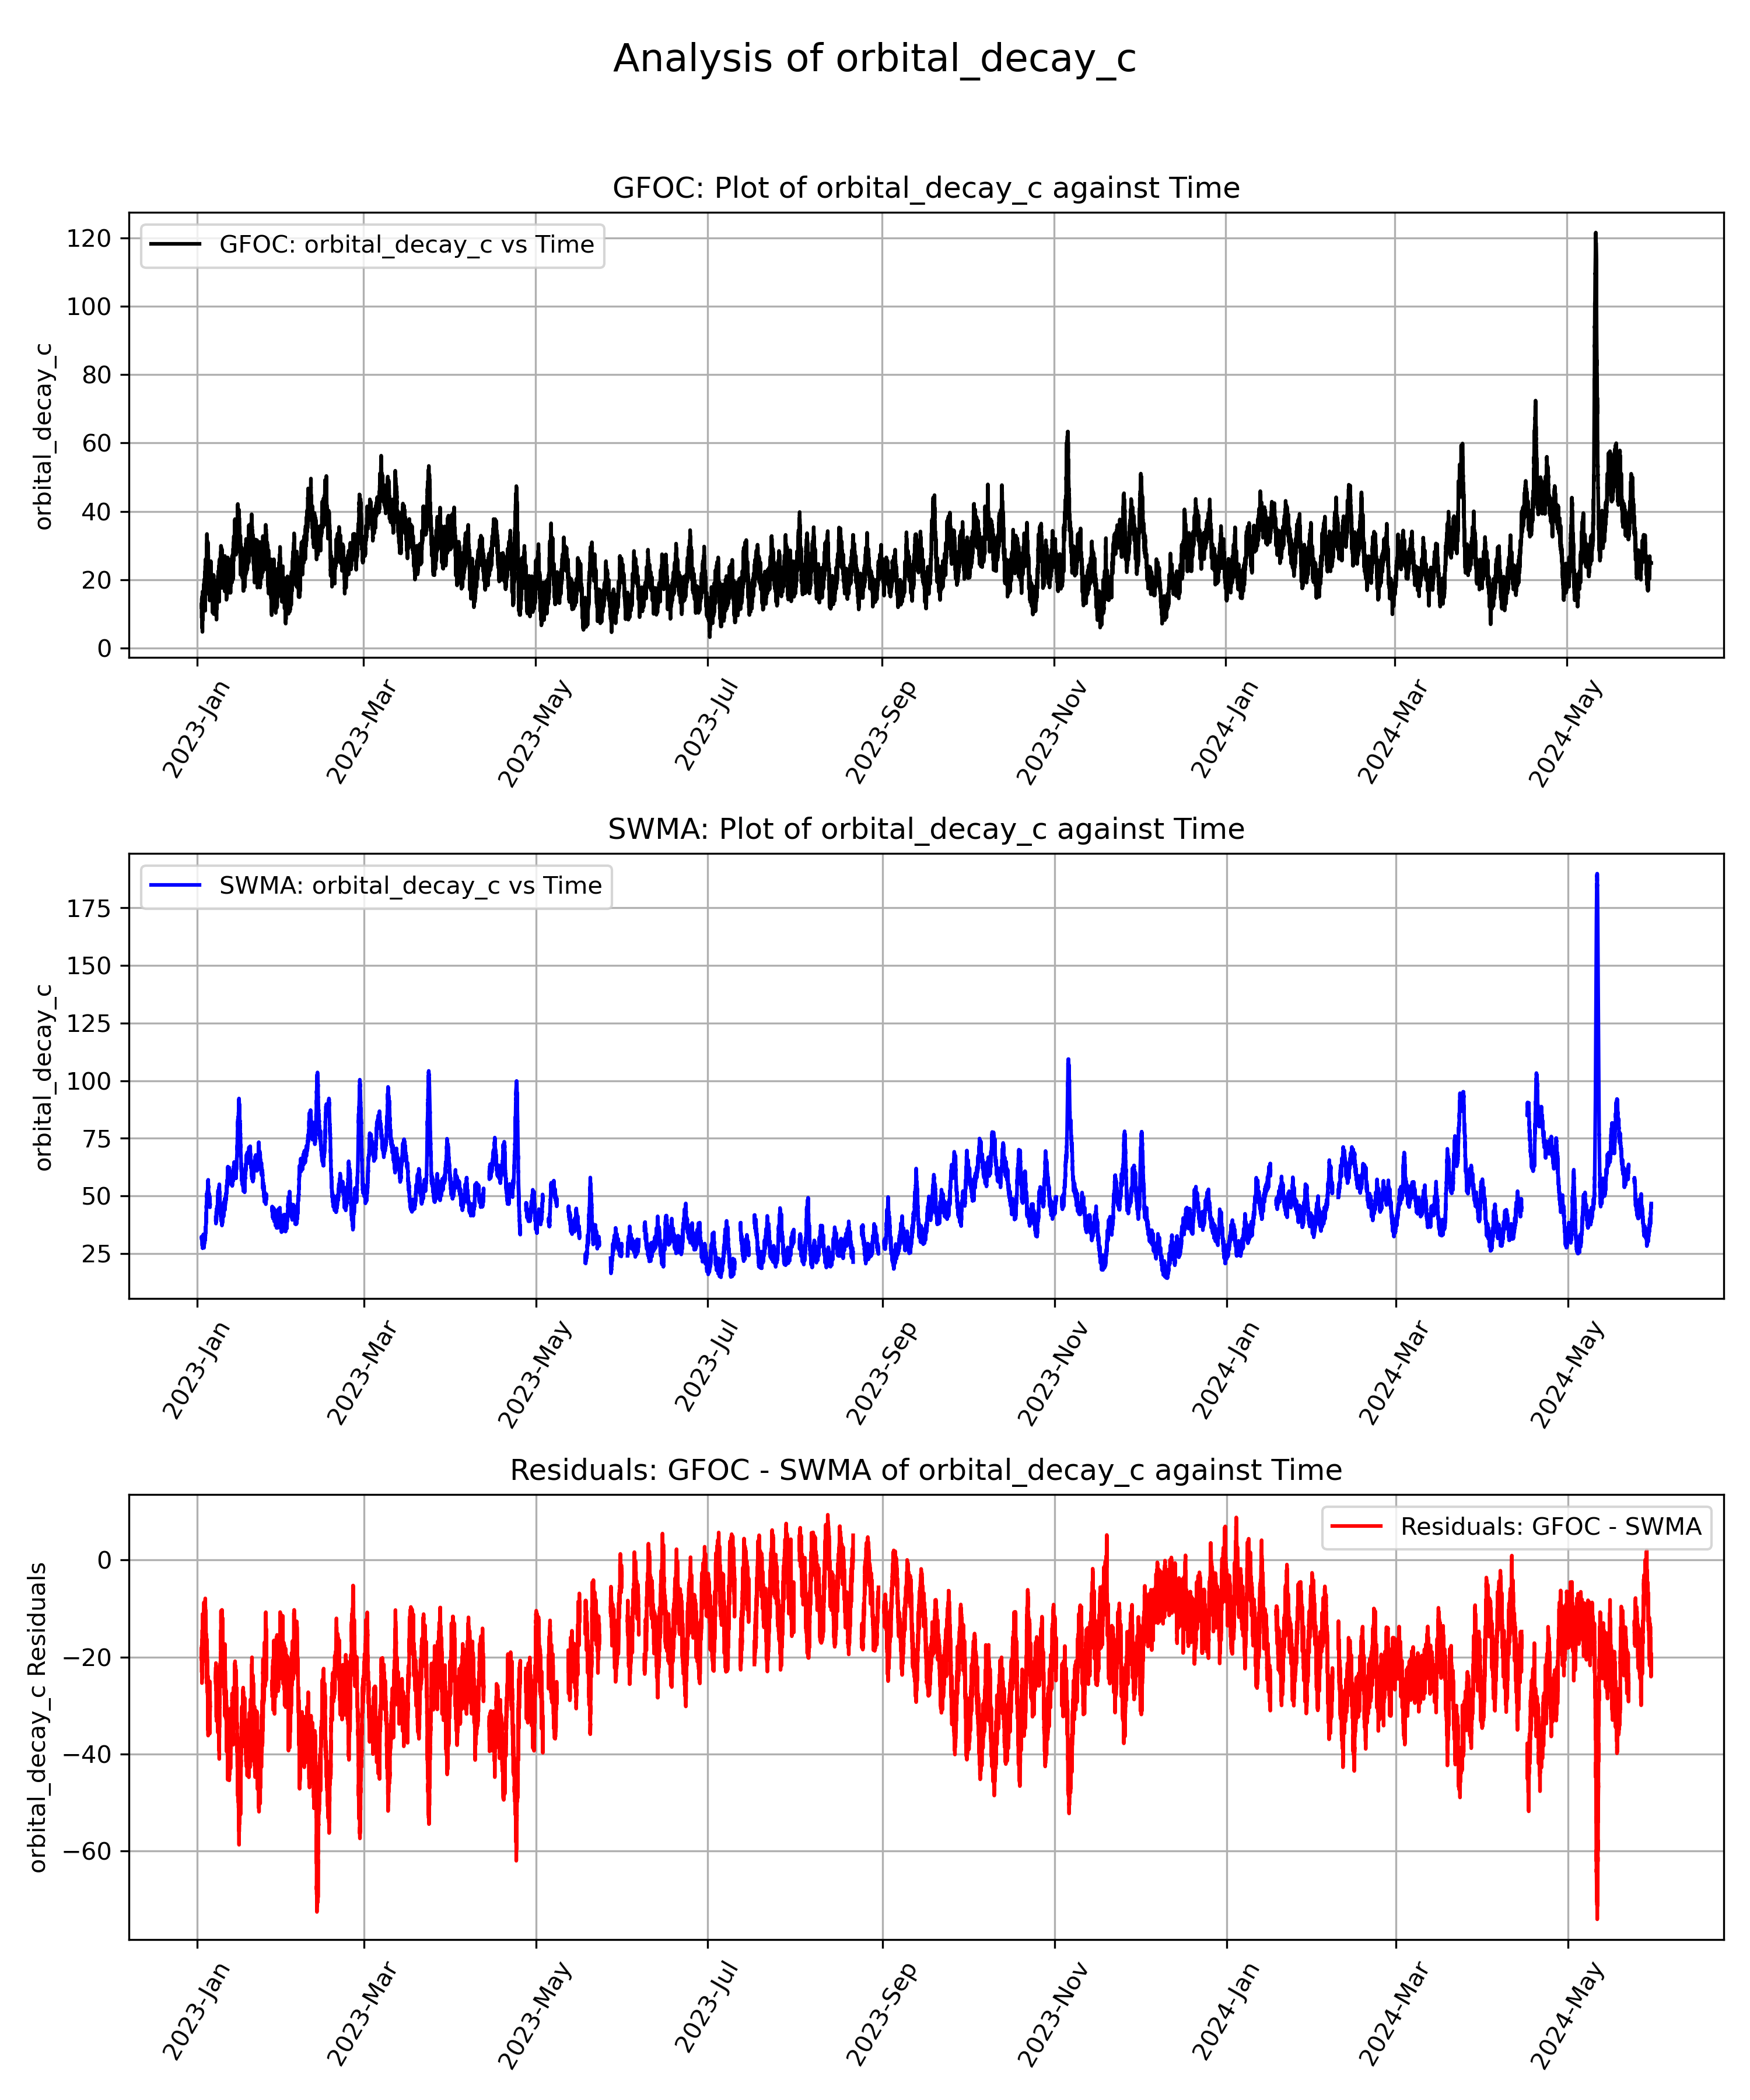 Analysis of orbital_decay_c
GFOC: Plot of orbital_decay_c against Time
GFOC: orbital_decay_c vs Time
orbital_decay_c
120
100
80
60
40
20
0
2023-Jan
2023-Mar
2023-May
2023-Jul
2023-Sep
2023-Nov
2024-Jan
2024-Mar
2024-May
SWMA: Plot of orbital_decay_c against Time
SWMA: orbital_decay_c vs Time
orbital_decay_c
175
150
125
100
75
50
25
2023-Jan
2023-Mar
2023-May
2023-Jul
2023-Sep
2023-Nov
2024-Jan
2024-Mar
2024-May
Residuals: GFOC - SWMA of orbital_decay_c against Time
Residuals: GFOC - SWMA
orbital_decay_c Residuals
0
−20
−40
−60
2023-Jan
2023-Mar
2023-May
2023-Jul
2023-Sep
2023-Nov
2024-Jan
2024-Mar
2024-May